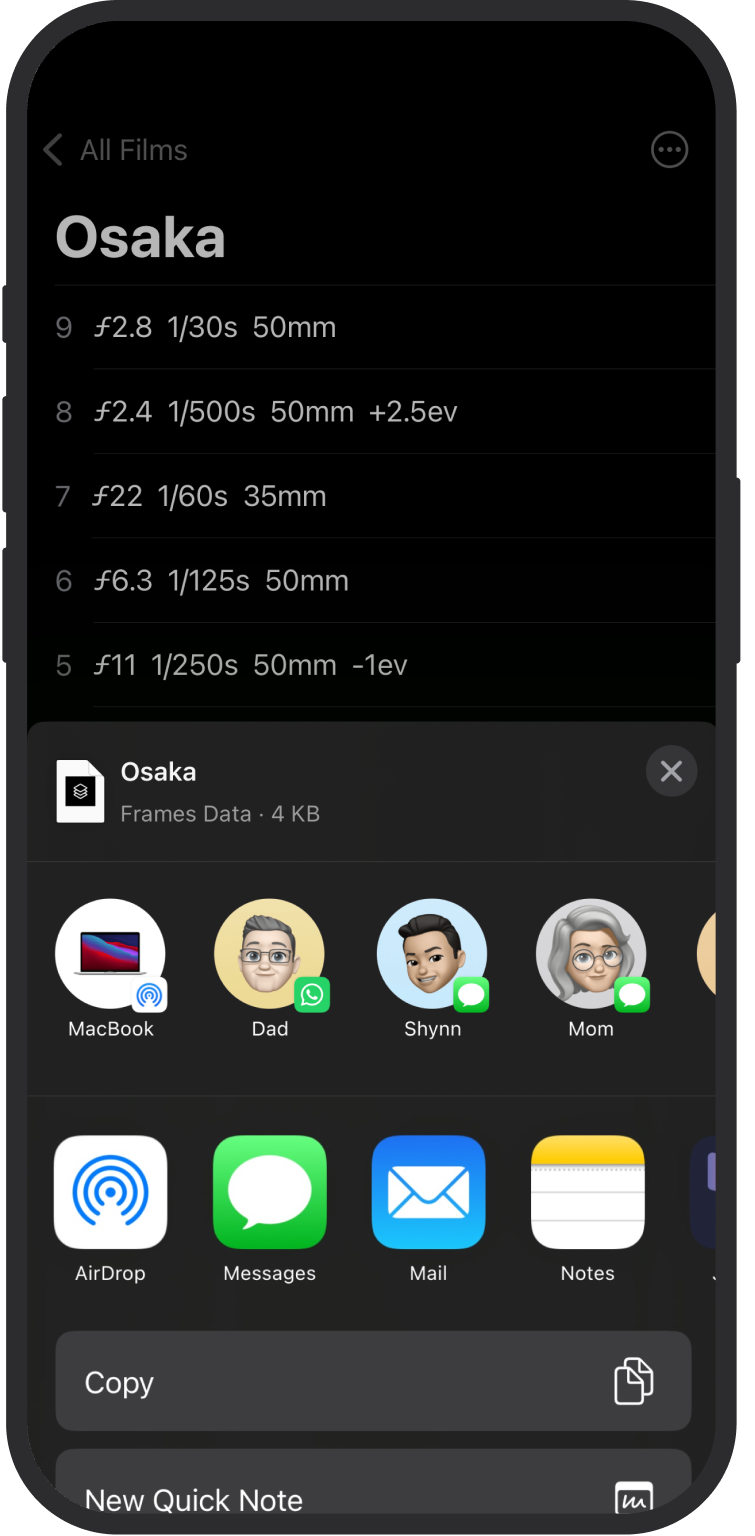 All Films
Osaka
9 ƒ2.8 1/30s 50mm
8 ƒ2.4 1/500s 50mm +2.5ev
7 ƒ22 1/60s 35mm
6 ƒ6.3 1/125s 50mm
5 ƒ11 1/250s 50mm -1ev
Osaka
Frames Data · 4 KB
MacBook Dad Shynn Mom
AirDrop Messages Mail Notes
Copy
New Quick Note